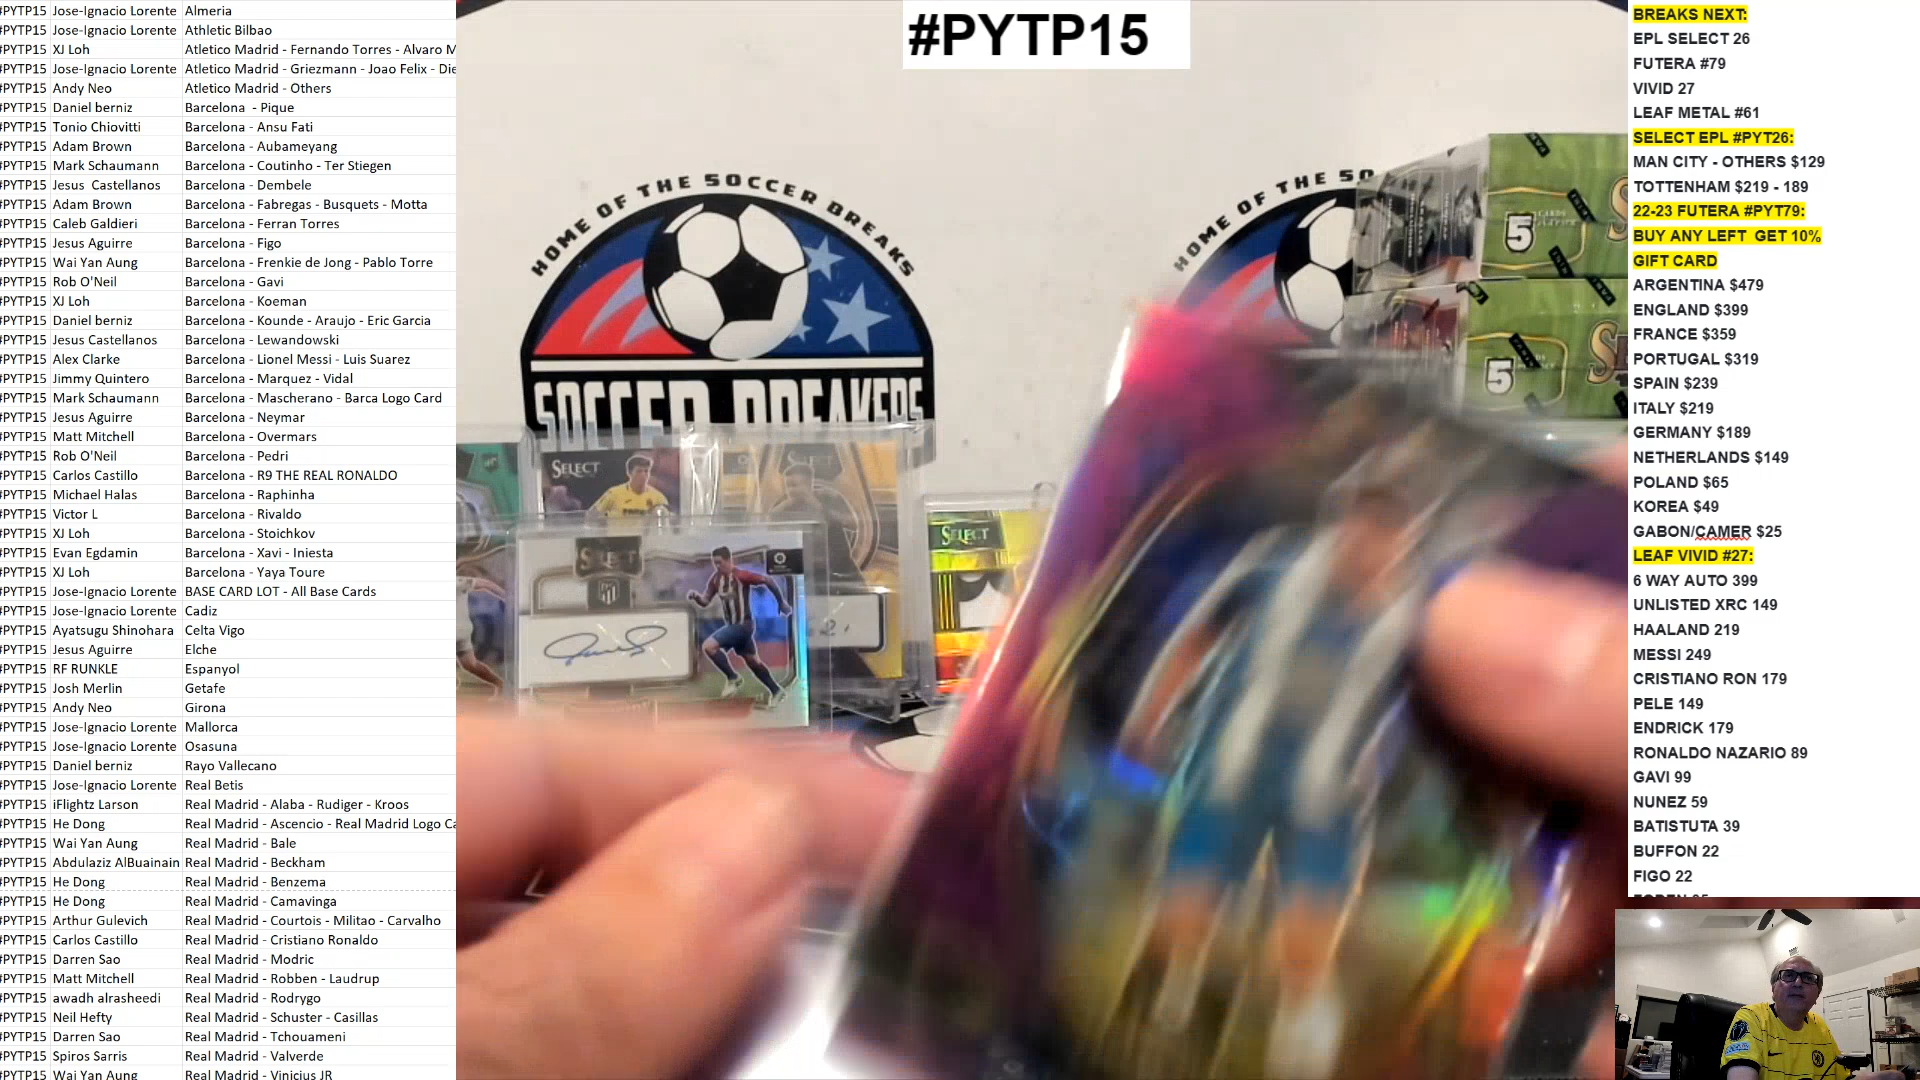 #PYTP15 Jose-Ignacio Lorente Almeria
#PYTP15 Jose-Ignacio Lorente Athletic Bilbao
#PYTP15 XJ Loh Atletico Madrid - Fernando Torres - Alvaro M
#PYTP15 Jose-Ignacio Lorente Atletico Madrid - Griezmann - Joao Felix - Die
#PYTP15 Andy Neo Atletico Madrid - Others
#PYTP15 Daniel berniz Barcelona - Pique
#PYTP15 Tonio Chiovitti Barcelona - Ansu Fati
#PYTP15 Adam Brown Barcelona - Aubameyang
#PYTP15 Mark Schaumann Barcelona - Coutinho - Ter Stiegen
#PYTP15 Jesus Castellanos Barcelona - Dembele
#PYTP15 Adam Brown Barcelona - Fabregas - Busquets - Motta
#PYTP15 Caleb Galdieri Barcelona - Ferran Torres
#PYTP15 Jesus Aguirre Barcelona - Figo
#PYTP15 Wai Yan Aung Barcelona - Frenkie de Jong - Pablo Torre
#PYTP15 Rob O'Neil Barcelona - Gavi
#PYTP15 XJ Loh Barcelona - Koeman
#PYTP15 Daniel berniz Barcelona - Kounde - Araujo - Eric Garcia
#PYTP15 Jesus Castellanos Barcelona - Lewandowski
#PYTP15 Alex Clarke Barcelona - Lionel Messi - Luis Suarez
#PYTP15 Jimmy Quintero Barcelona - Marquez - Vidal
#PYTP15 Mark Schaumann Barcelona - Mascherano - Barca Logo Card
#PYTP15 Jesus Aguirre Barcelona - Neymar
#PYTP15 Matt Mitchell Barcelona - Overmars
#PYTP15 Rob O'Neil Barcelona - Pedri
#PYTP15 Carlos Castillo Barcelona - R9 THE REAL RONALDO
#PYTP15 Michael Halas Barcelona - Raphinha
#PYTP15 Victor L Barcelona - Rivaldo
#PYTP15 XJ Loh Barcelona - Stoichkov
#PYTP15 Evan Egdamin Barcelona - Xavi - Iniesta
#PYTP15 XJ Loh Barcelona - Yaya Toure
#PYTP15 Jose-Ignacio Lorente BASE CARD LOT - All Base Cards
#PYTP15 Jose-Ignacio Lorente Cadiz
#PYTP15 Ayatsugu Shinohara Celta Vigo
#PYTP15 Jesus Aguirre Elche
#PYTP15 RF RUNKLE Espanyol
#PYTP15 Josh Merlin Getafe
#PYTP15 Andy Neo Girona
#PYTP15 Jose-Ignacio Lorente Mallorca
#PYTP15 Jose-Ignacio Lorente Osasuna
#PYTP15 Daniel berniz Rayo Vallecano
#PYTP15 Jose-Ignacio Lorente Real Betis
#PYTP15 iFlightz Larson Real Madrid - Alaba - Rudiger - Kroos
#PYTP15 He Dong Real Madrid - Ascencio - Real Madrid Logo Ca
#PYTP15 Wai Yan Aung Real Madrid - Bale
#PYTP15 Abdulaziz AlBuainain Real Madrid - Beckham
#PYTP15 He Dong Real Madrid - Benzema
#PYTP15 He Dong Real Madrid - Camavinga
#PYTP15 Arthur Gulevich Real Madrid - Courtois - Militao - Carvalho
#PYTP15 Carlos Castillo Real Madrid - Cristiano Ronaldo
#PYTP15 Darren Sao Real Madrid - Modric
#PYTP15 Matt Mitchell Real Madrid - Robben - Laudrup
#PYTP15 awadh alrasheedi Real Madrid - Rodrygo
#PYTP15 Neil Hefty Real Madrid - Schuster - Casillas
#PYTP15 Darren Sao Real Madrid - Tchouameni
#PYTP15 Spiros Sarris Real Madrid - Valverde
#PYTP15 Wai Yan Aung Real Madrid - Vinicius JR
#PYTP15
HOME OF THE SOCCER BREAKS
SOCCER BREAKERS
HOME OF THE SO
5
5
SELECT
SELECT
SELECT
SELECT
BREAKS NEXT:
EPL SELECT 26
FUTERA #79
VIVID 27
LEAF METAL #61
SELECT EPL #PYT26:
MAN CITY - OTHERS $129
TOTTENHAM $219 - 189
22-23 FUTERA #PYT79:
BUY ANY LEFT GET 10%
GIFT CARD
ARGENTINA $479
ENGLAND $399
FRANCE $359
PORTUGAL $319
SPAIN $239
ITALY $219
GERMANY $189
NETHERLANDS $149
POLAND $65
KOREA $49
GABON/CAMER $25
LEAF VIVID #27:
6 WAY AUTO 399
UNLISTED XRC 149
HAALAND 219
MESSI 249
CRISTIANO RON 179
PELE 149
ENDRICK 179
RONALDO NAZARIO 89
GAVI 99
NUNEZ 59
BATISTUTA 39
BUFFON 22
FIGO 22